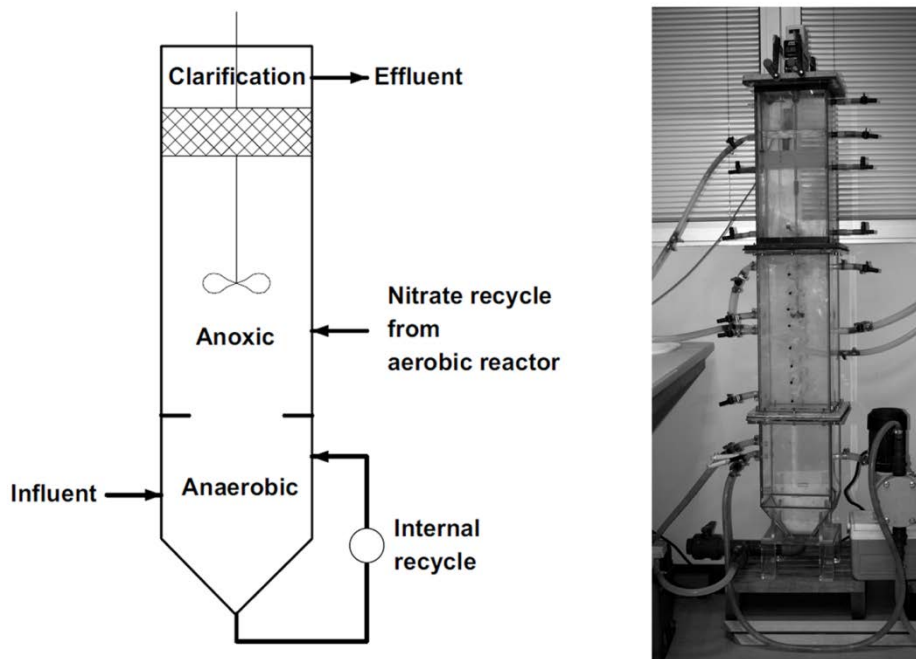 Clarification
Effluent
Anoxic
Nitrate recycle
from
aerobic reactor
Influent
Anaerobic
Internal
recycle